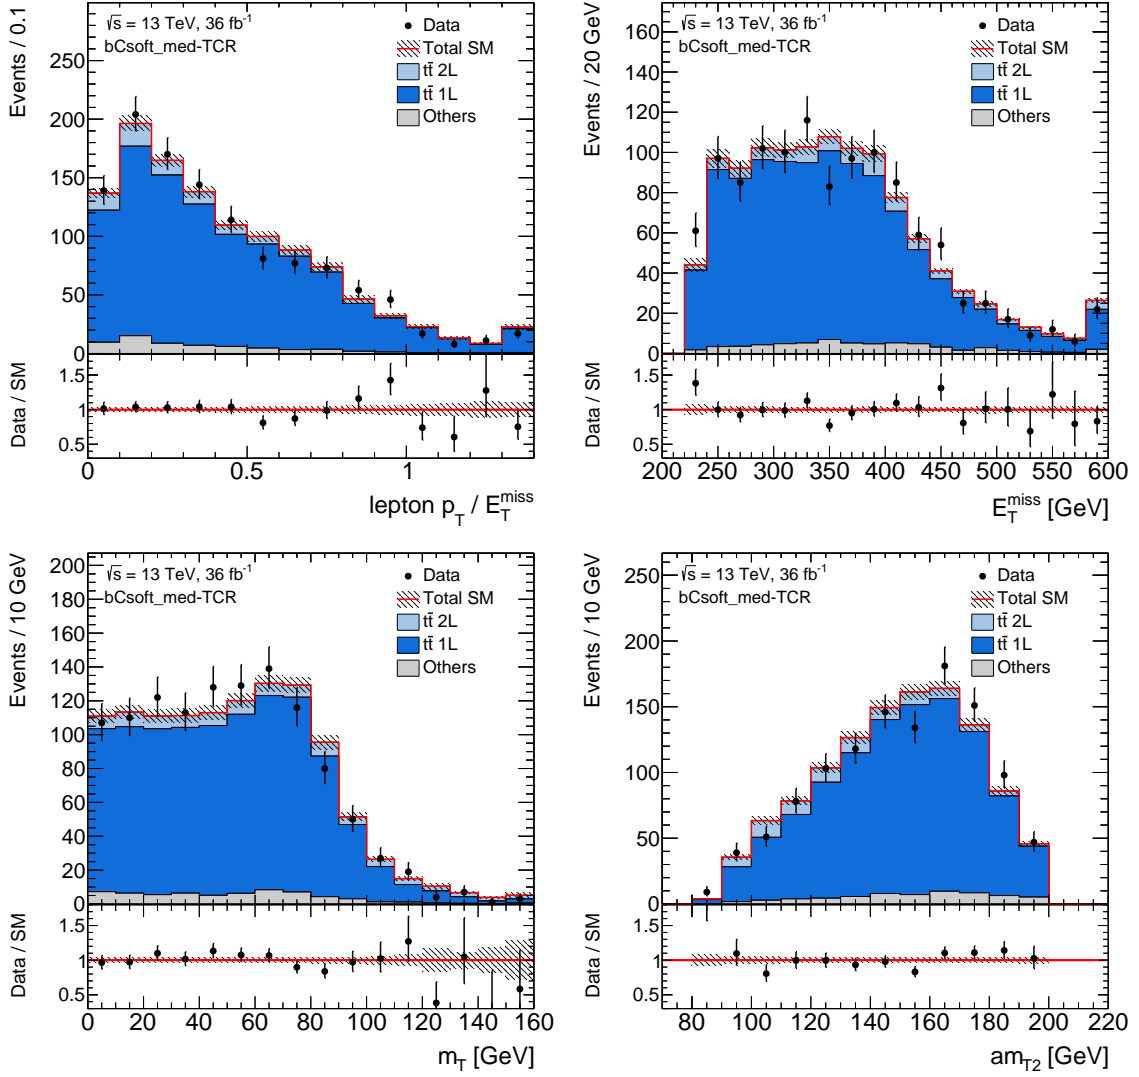 Events / 0.1
√s = 13 TeV, 36 fb⁻¹
bCsoft_med-TCR
Data
Total SM
tt̄ 2L
tt̄ 1L
Others
300
250
200
150
100
50
0
Data / SM
1.5
1
0.5
0 0.5 1
lepton p_T / E_T^miss
Events / 20 GeV
√s = 13 TeV, 36 fb⁻¹
bCsoft_med-TCR
Data
Total SM
tt̄ 2L
tt̄ 1L
Others
160
140
120
100
80
60
40
20
0
Data / SM
1.5
1
0.5
200 250 300 350 400 450 500 550 600
E_T^miss [GeV]
Events / 10 GeV
√s = 13 TeV, 36 fb⁻¹
bCsoft_med-TCR
Data
Total SM
tt̄ 2L
tt̄ 1L
Others
200
180
160
140
120
100
80
60
40
20
0
Data / SM
1.5
1
0.5
0 20 40 60 80 100 120 140 160
m_T [GeV]
Events / 10 GeV
√s = 13 TeV, 36 fb⁻¹
bCsoft_med-TCR
Data
Total SM
tt̄ 2L
tt̄ 1L
Others
250
200
150
100
50
0
Data / SM
1.5
1
0.5
80 100 120 140 160 180 200 220
am_T2 [GeV]